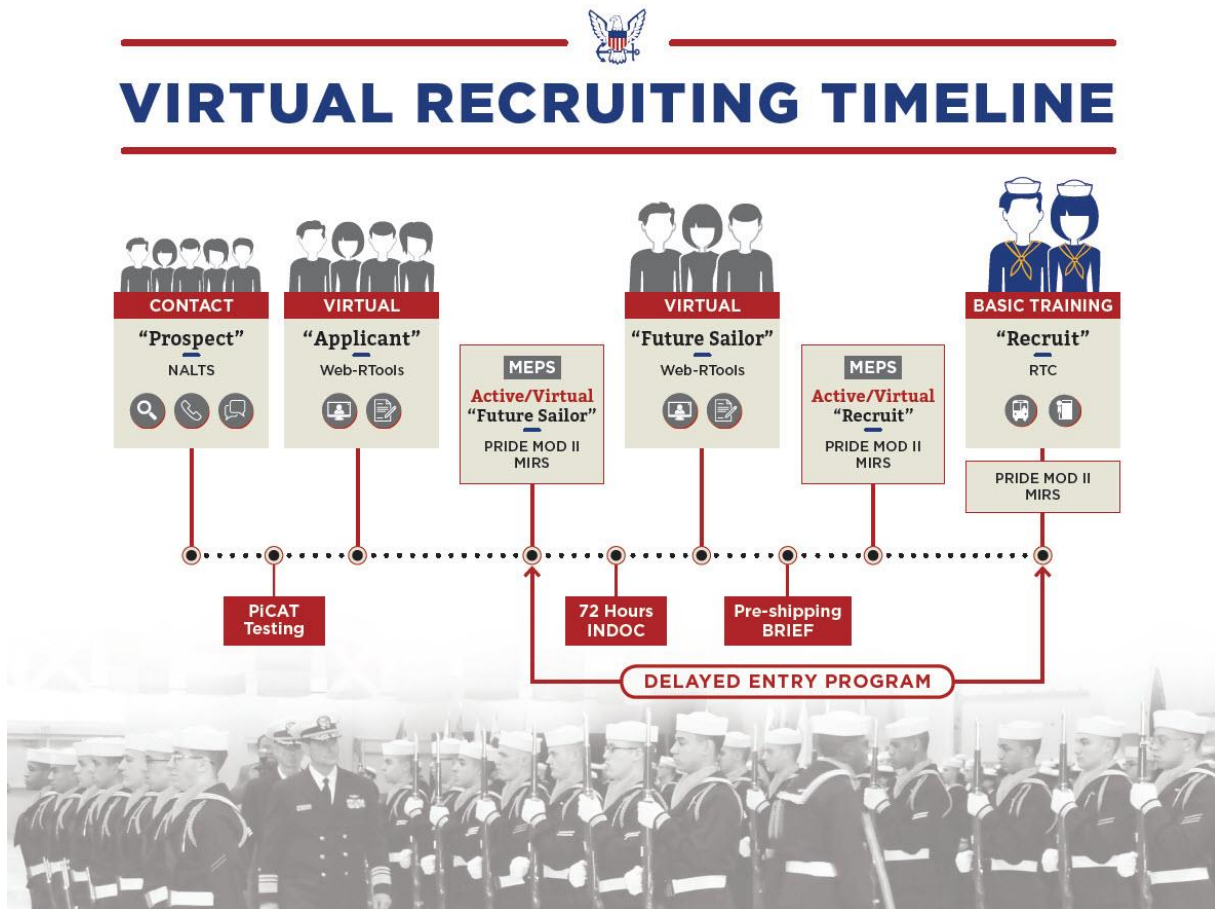 VIRTUAL RECRUITING TIMELINE
CONTACT
“Prospect”
NALTS
VIRTUAL
“Applicant”
Web-RTools
MEPS
Active/Virtual
“Future Sailor”
PRIDE MOD II
MIRS
VIRTUAL
“Future Sailor”
Web-RTools
MEPS
Active/Virtual
“Recruit”
PRIDE MOD II
MIRS
BASIC TRAINING
“Recruit”
RTC
PRIDE MOD II
MIRS
PiCAT
Testing
72 Hours
INDOC
Pre-shipping
BRIEF
DELAYED ENTRY PROGRAM